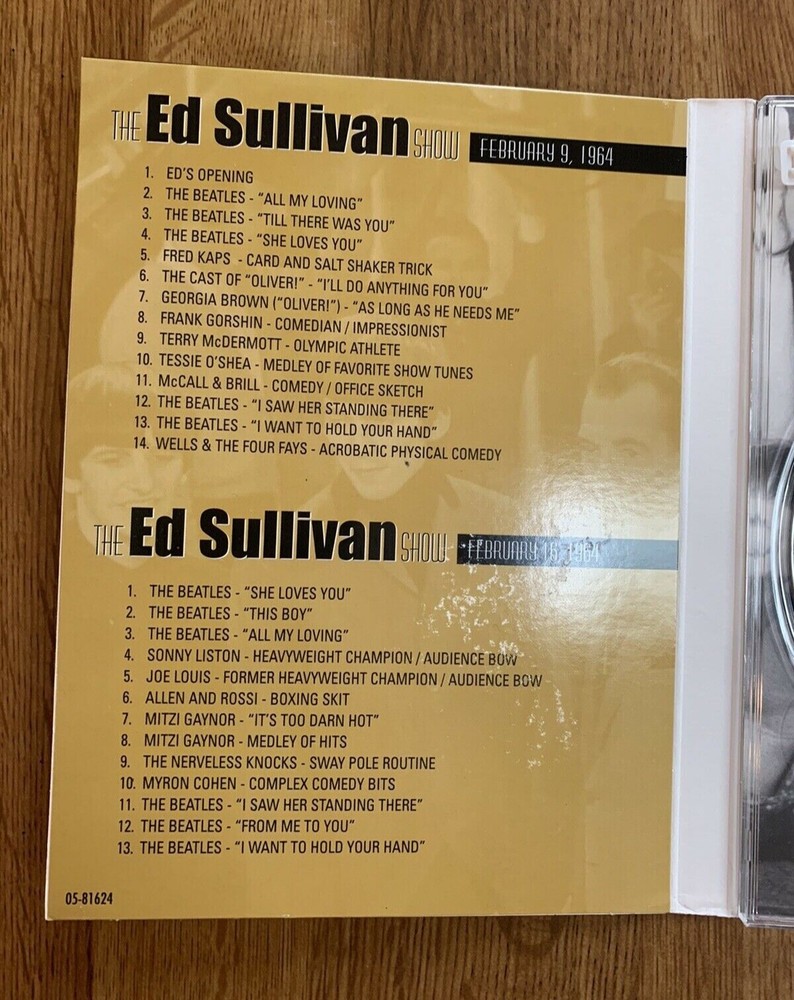 THE Ed Sullivan SHOW FEBRUARY 9, 1964
1. ED'S OPENING
2. THE BEATLES - “ALL MY LOVING”
3. THE BEATLES - “TILL THERE WAS YOU”
4. THE BEATLES - “SHE LOVES YOU”
5. FRED KAPS - CARD AND SALT SHAKER TRICK
6. THE CAST OF “OLIVER!” - “I'LL DO ANYTHING FOR YOU”
7. GEORGIA BROWN (“OLIVER!”) - “AS LONG AS HE NEEDS ME”
8. FRANK GORSHIN - COMEDIAN / IMPRESSIONIST
9. TERRY McDERMOTT - OLYMPIC ATHLETE
10. TESSIE O'SHEA - MEDLEY OF FAVORITE SHOW TUNES
11. McCALL & BRILL - COMEDY / OFFICE SKETCH
12. THE BEATLES - “I SAW HER STANDING THERE”
13. THE BEATLES - “I WANT TO HOLD YOUR HAND”
14. WELLS & THE FOUR FAYS - ACROBATIC PHYSICAL COMEDY
THE Ed Sullivan SHOW FEBRUARY 16, 1964
1. THE BEATLES - “SHE LOVES YOU”
2. THE BEATLES - “THIS BOY”
3. THE BEATLES - “ALL MY LOVING”
4. SONNY LISTON - HEAVYWEIGHT CHAMPION / AUDIENCE BOW
5. JOE LOUIS - FORMER HEAVYWEIGHT CHAMPION / AUDIENCE BOW
6. ALLEN AND ROSSI - BOXING SKIT
7. MITZI GAYNOR - “IT'S TOO DARN HOT”
8. MITZI GAYNOR - MEDLEY OF HITS
9. THE NERVELESS KNOCKS - SWAY POLE ROUTINE
10. MYRON COHEN - COMPLEX COMEDY BITS
11. THE BEATLES - “I SAW HER STANDING THERE”
12. THE BEATLES - “FROM ME TO YOU”
13. THE BEATLES - “I WANT TO HOLD YOUR HAND”
05-81624